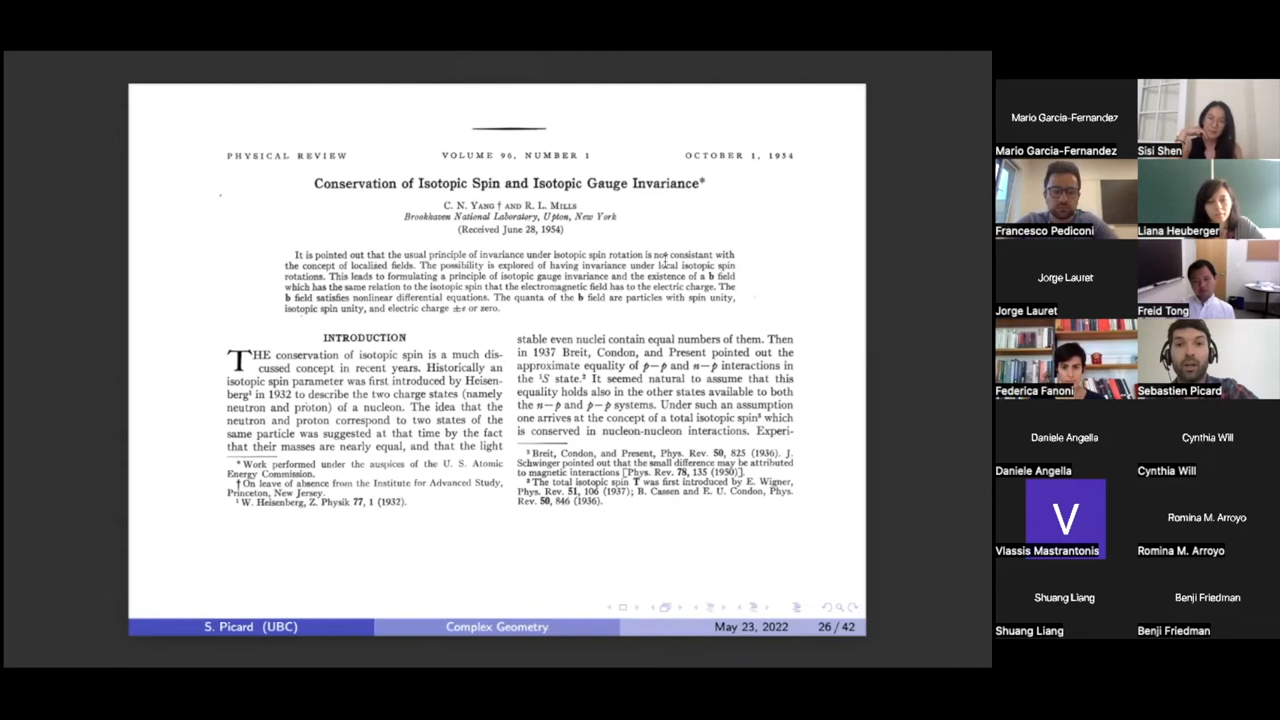 PHYSICAL REVIEW VOLUME 96, NUMBER 1 OCTOBER 1, 1954
Conservation of Isotopic Spin and Isotopic Gauge Invariance*
C. N. YANG † AND R. L. MILLS
Brookhaven National Laboratory, Upton, New York
(Received June 28, 1954)
It is pointed out that the usual principle of invariance under isotopic spin rotation is not consistent with
the concept of localized fields. The possibility is explored of having invariance under local isotopic spin
rotations. This leads to formulating a principle of isotopic gauge invariance and the existence of a b field
which has the same relation to the isotopic spin that the electromagnetic field has to the electric charge. The
b field satisfies nonlinear differential equations. The quanta of the b field are particles with spin unity,
isotopic spin unity, and electric charge ±e or zero.
INTRODUCTION
THE conservation of isotopic spin is a much dis-
cussed concept in recent years. Historically an
isotopic spin parameter was first introduced by Heisen-
berg¹ in 1932 to describe the two charge states (namely
neutron and proton) of a nucleon. The idea that the
neutron and proton correspond to two states of the
same particle was suggested at that time by the fact
that their masses are nearly equal, and that the light
* Work performed under the auspices of the U. S. Atomic
Energy Commission.
† On leave of absence from the Institute for Advanced Study,
Princeton, New Jersey.
¹ W. Heisenberg, Z. Physik 77, 1 (1932).
stable even nuclei contain equal numbers of them. Then
in 1937 Breit, Condon, and Present pointed out the
approximate equality of p−p and n−p interactions in
the ¹S state.² It seemed natural to assume that this
equality holds also in the other states available to both
the n−p and p−p systems. Under such an assumption
one arrives at the concept of a total isotopic spin³ which
is conserved in nucleon-nucleon interactions. Experi-
² Breit, Condon, and Present, Phys. Rev. 50, 825 (1936). J.
Schwinger pointed out that the small difference may be attributed
to magnetic interactions [Phys. Rev. 78, 135 (1950)].
³ The total isotopic spin T was first introduced by E. Wigner,
Phys. Rev. 51, 106 (1937); B. Cassen and E. U. Condon, Phys.
Rev. 50, 846 (1936).
S. Picard (UBC) Complex Geometry May 23, 2022 26 / 42
Mario Garcia-Fernandez
Mario Garcia-Fernandez
Sisi Shen
Francesco Pediconi
Liana Heuberger
Jorge Lauret
Jorge Lauret
Freid Tong
Federica Fanoni
Sebastien Picard
Daniele Angella
Cynthia Will
Daniele Angella
Cynthia Will
V
Romina M. Arroyo
Vlassis Mastrantonis
Romina M. Arroyo
Shuang Liang
Benji Friedman
Shuang Liang
Benji Friedman